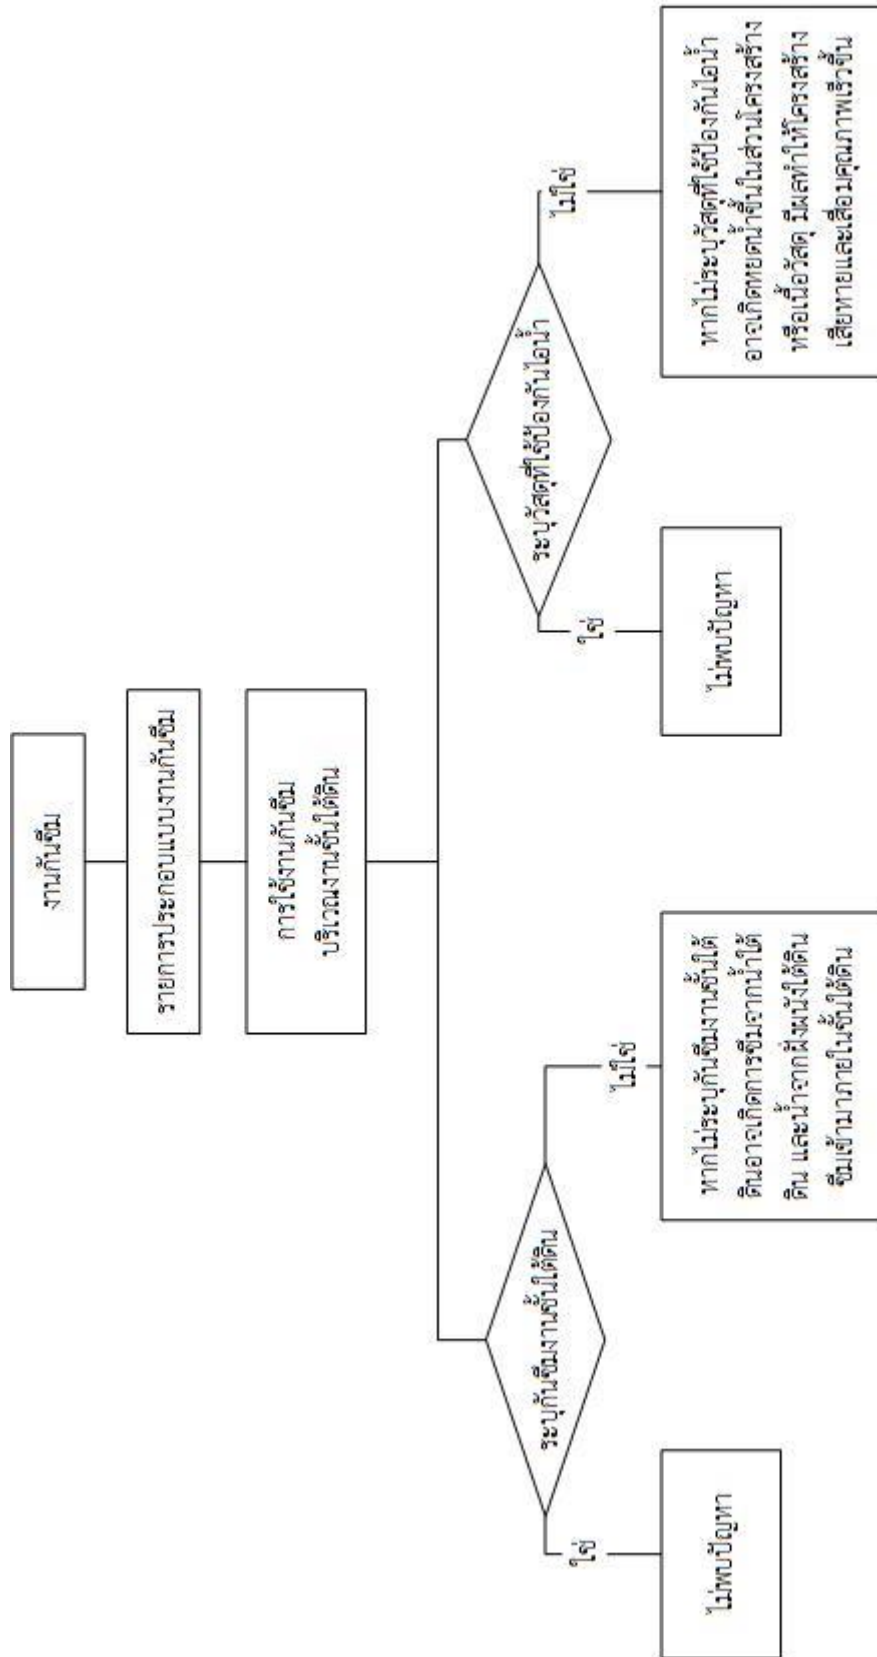 งานกันซึม
รายการประกอบแบบงานกันซึม
การใช้งานกันซึม
บริเวณงานชั้นใต้ดิน
ระบุกันซึมงานชั้นใต้ดิน
ใช่
ไม่พบปัญหา
ไม่ใช่
หากไม่ระบุกันซึมงานชั้นใต้
ดินอาจเกิดการซึมจากน้ำใต้
ดิน และน้ำจากฝั่งผนังใต้ดิน
ซึมเข้ามาภายในชั้นใต้ดิน
ระบุวัสดุที่ใช้ป้องกันไอน้ำ
ใช่
ไม่พบปัญหา
ไม่ใช่
หากไม่ระบุวัสดุที่ใช้ป้องกันไอน้ำ
อาจเกิดหยดน้ำขึ้นในส่วนโครงสร้าง
หรือเนื้อวัสดุ มีผลทำให้โครงสร้าง
เสียหายและเสื่อมคุณภาพเร็วขึ้น